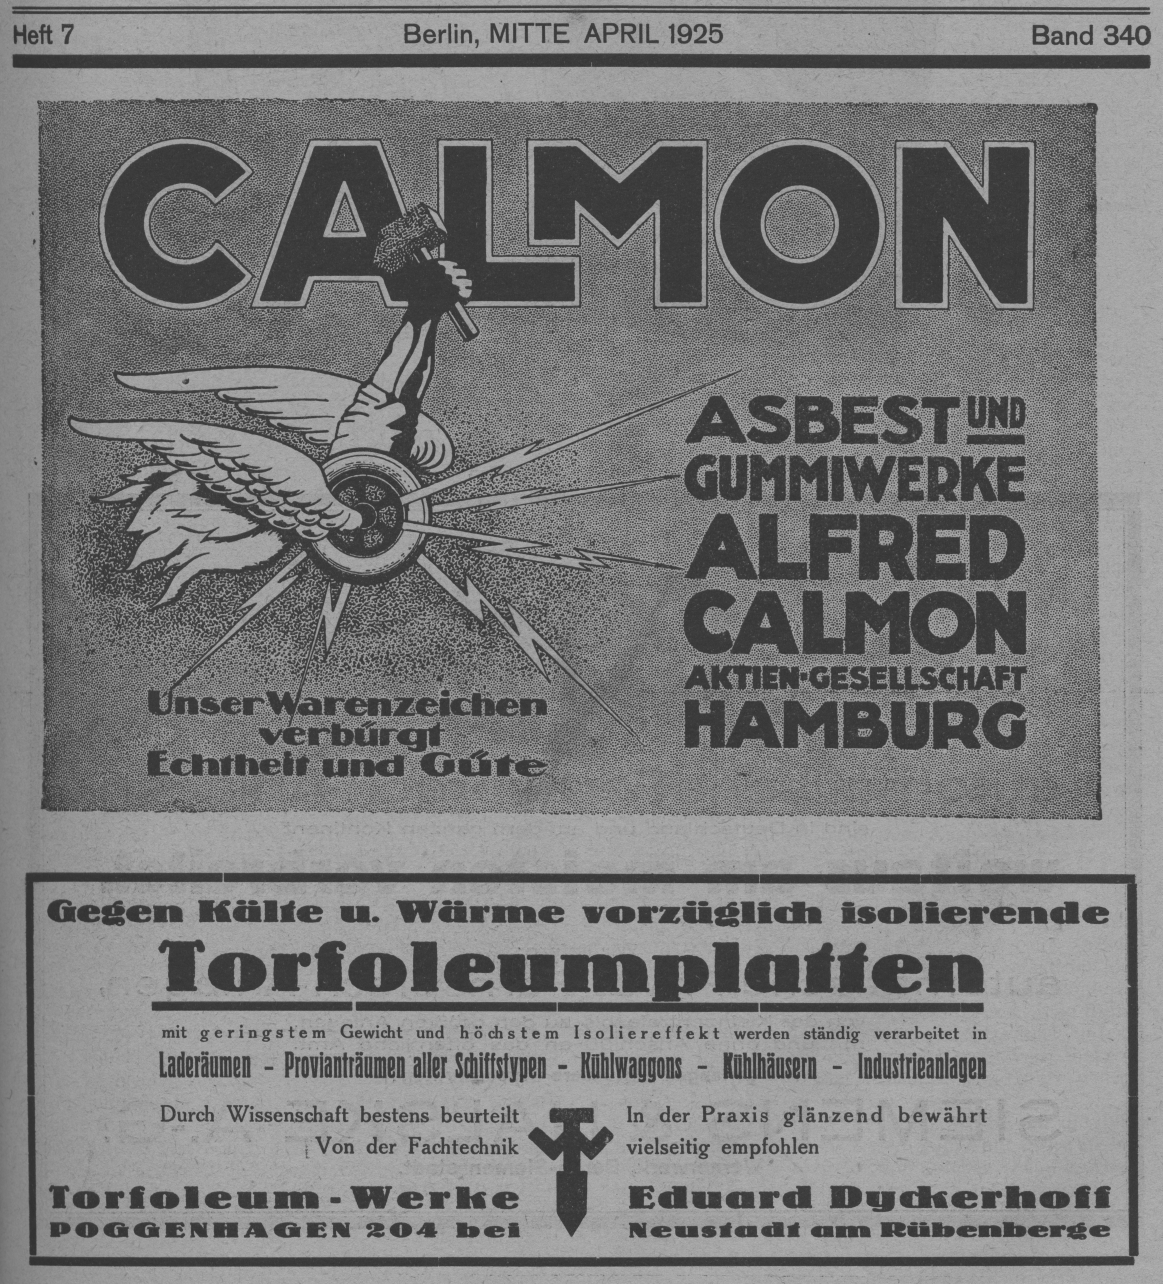 Heft 7 Berlin, MITTE APRIL 1925 Band 340
CALMON
ASBEST UND
GUMMIWERKE
ALFRED
CALMON
AKTIEN-GESELLSCHAFT
HAMBURG
Unser Warenzeichen
verbürgt
Echtheit und Güte
Gegen Kälte u. Wärme vorzüglich isolierende
Torfoleumplatten
mit geringstem Gewicht und höchstem Isoliereffekt werden ständig verarbeitet in
Laderäumen - Provianträumen aller Schiffstypen - Kühlwaggons - Kühlhäusern - Industrieanlagen
Durch Wissenschaft bestens beurteilt
Von der Fachtechnik
In der Praxis glänzend bewährt
vielseitig empfohlen
Torfoleum-Werke Eduard Dyckerhoff
POGGENHAGEN 204 bei Neustadt am Rübenberge